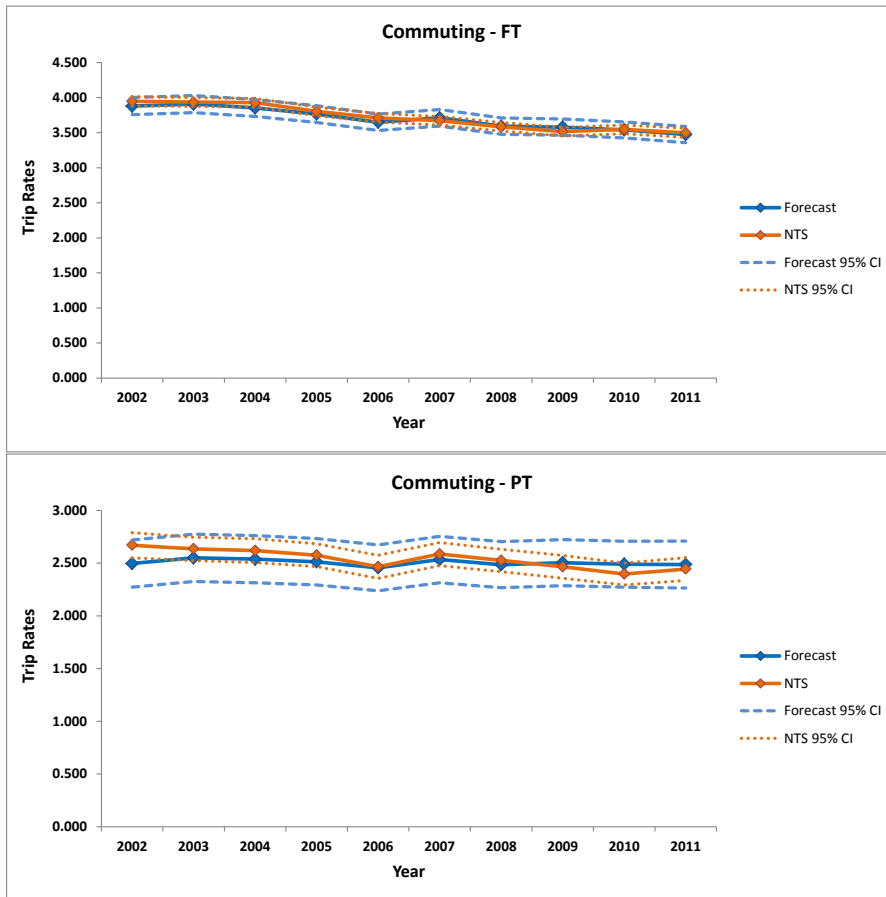 Commuting - FT
4.500
4.000
3.500
3.000
2.500
2.000
1.500
1.000
0.500
0.000
Trip Rates
2002 2003 2004 2005 2006 2007 2008 2009 2010 2011
Year
Forecast
NTS
Forecast 95% CI
NTS 95% CI
Commuting - PT
3.000
2.500
2.000
1.500
1.000
0.500
0.000
Trip Rates
2002 2003 2004 2005 2006 2007 2008 2009 2010 2011
Year
Forecast
NTS
Forecast 95% CI
NTS 95% CI